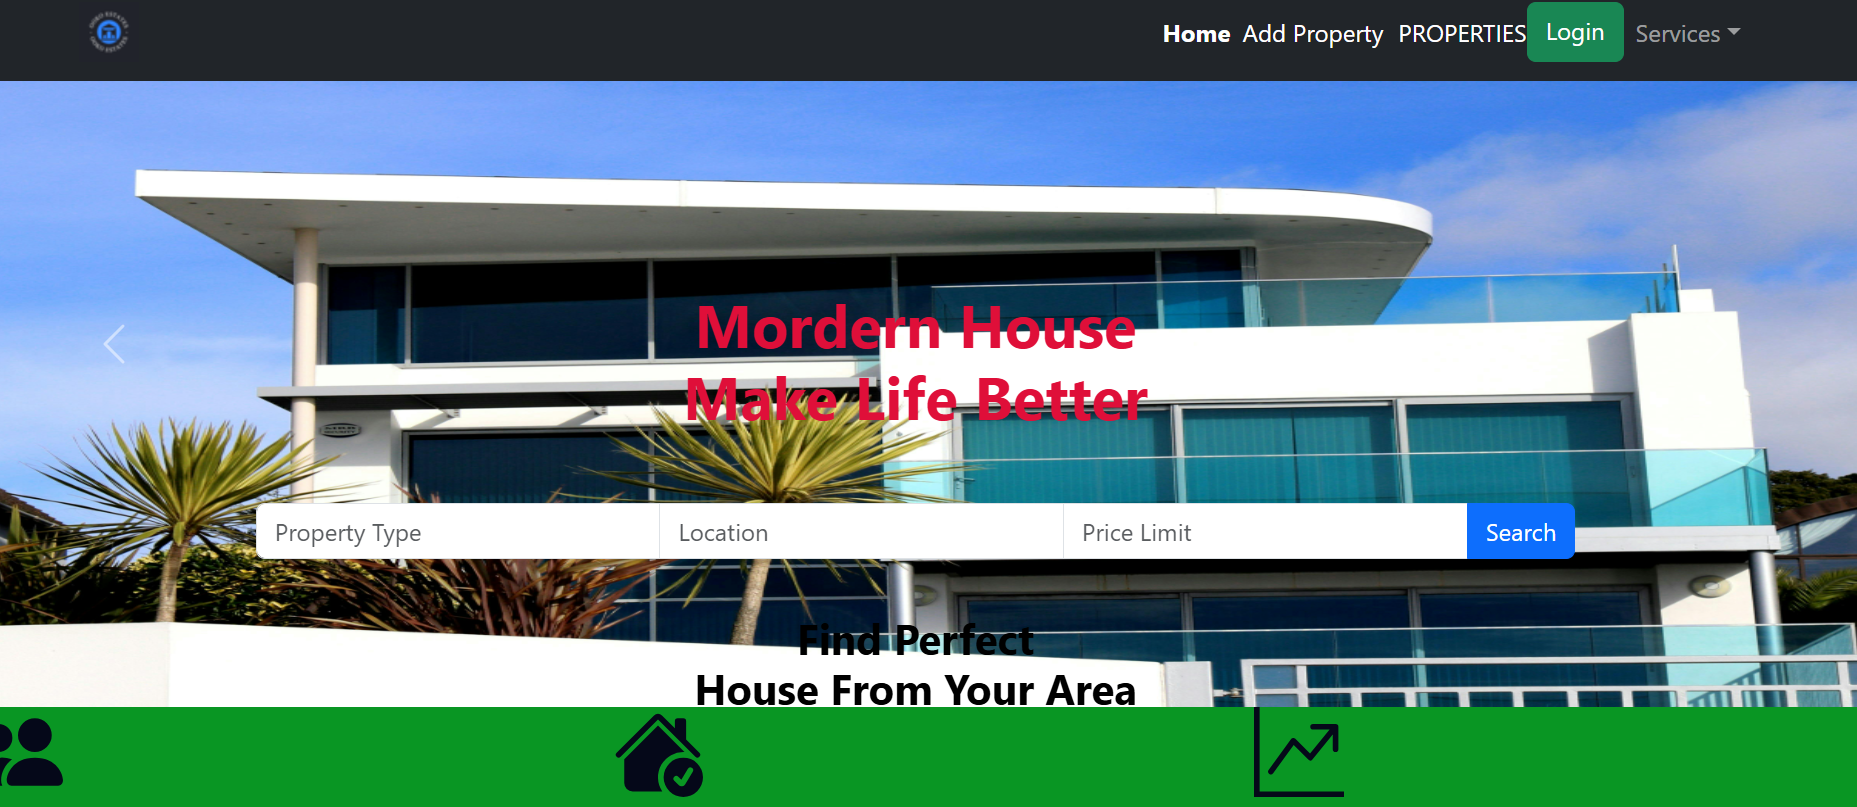 Home Add Property PROPERTIES Login Services
Mordern House
Make Life Better
Property Type Location Price Limit Search
Find Perfect
House From Your Area